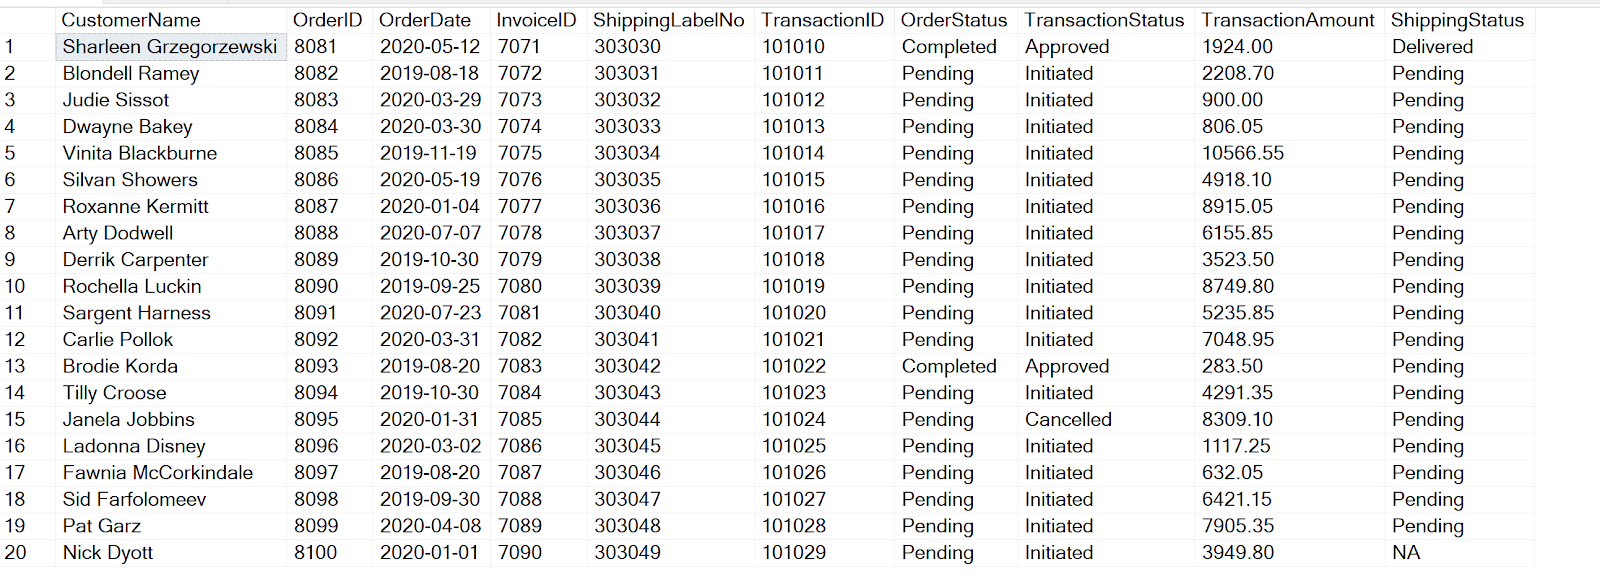 CustomerName OrderID OrderDate InvoiceID ShippingLabelNo TransactionID OrderStatus TransactionStatus TransactionAmount ShippingStatus
1 Sharleen Grzegorzewski 8081 2020-05-12 7071 303030 101010 Completed Approved 1924.00 Delivered
2 Blondell Ramey 8082 2019-08-18 7072 303031 101011 Pending Initiated 2208.70 Pending
3 Judie Sissot 8083 2020-03-29 7073 303032 101012 Pending Initiated 900.00 Pending
4 Dwayne Bakey 8084 2020-03-30 7074 303033 101013 Pending Initiated 806.05 Pending
5 Vinita Blackburne 8085 2019-11-19 7075 303034 101014 Pending Initiated 10566.55 Pending
6 Silvan Showers 8086 2020-05-19 7076 303035 101015 Pending Initiated 4918.10 Pending
7 Roxanne Kermitt 8087 2020-01-04 7077 303036 101016 Pending Initiated 8915.05 Pending
8 Arty Dodwell 8088 2020-07-07 7078 303037 101017 Pending Initiated 6155.85 Pending
9 Derrik Carpenter 8089 2019-10-30 7079 303038 101018 Pending Initiated 3523.50 Pending
10 Rochella Luckin 8090 2019-09-25 7080 303039 101019 Pending Initiated 8749.80 Pending
11 Sargent Harness 8091 2020-07-23 7081 303040 101020 Pending Initiated 5235.85 Pending
12 Carlie Pollok 8092 2020-03-31 7082 303041 101021 Pending Initiated 7048.95 Pending
13 Brodie Korda 8093 2019-08-20 7083 303042 101022 Completed Approved 283.50 Pending
14 Tilly Croose 8094 2019-10-30 7084 303043 101023 Pending Initiated 4291.35 Pending
15 Janela Jobbins 8095 2020-01-31 7085 303044 101024 Pending Cancelled 8309.10 Pending
16 Ladonna Disney 8096 2020-03-02 7086 303045 101025 Pending Initiated 1117.25 Pending
17 Fawnia McCorkindale 8097 2019-08-20 7087 303046 101026 Pending Initiated 632.05 Pending
18 Sid Farfolomeev 8098 2019-09-30 7088 303047 101027 Pending Initiated 6421.15 Pending
19 Pat Garz 8099 2020-04-08 7089 303048 101028 Pending Initiated 7905.35 Pending
20 Nick Dyott 8100 2020-01-01 7090 303049 101029 Pending Initiated 3949.80 NA